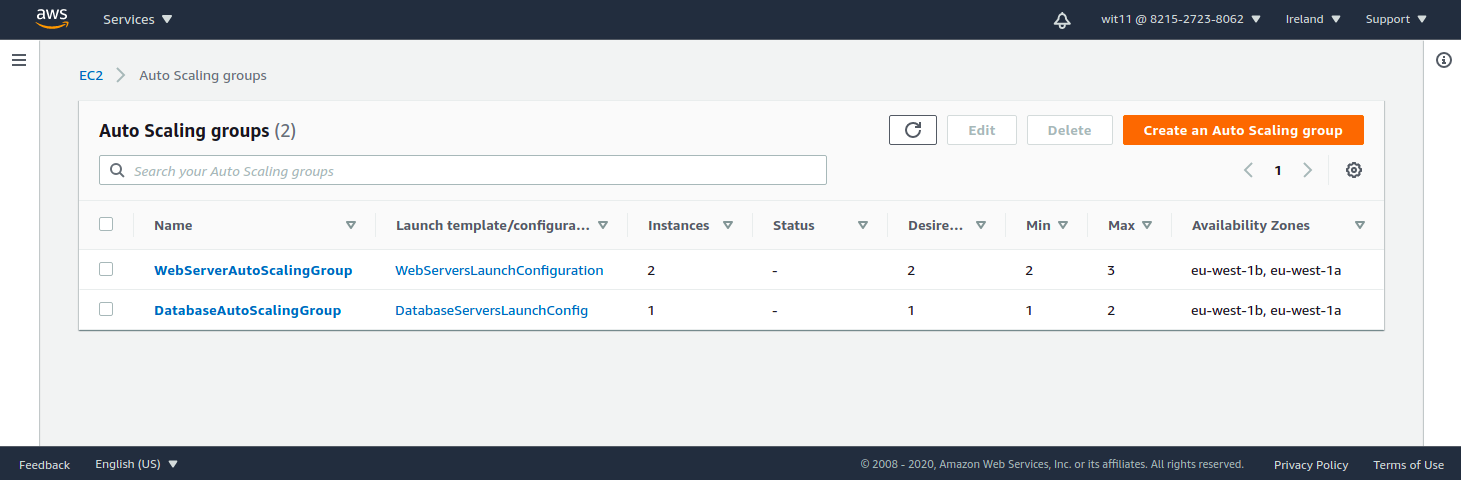 aws Services wit11 @ 8215-2723-8062 Ireland Support
EC2 Auto Scaling groups
Auto Scaling groups (2) Edit Delete Create an Auto Scaling group
Search your Auto Scaling groups 1
Name Launch template/configura... Instances Status Desire... Min Max Availability Zones
WebServerAutoScalingGroup WebServersLaunchConfiguration 2 - 2 2 3 eu-west-1b, eu-west-1a
DatabaseAutoScalingGroup DatabaseServersLaunchConfig 1 - 1 1 2 eu-west-1b, eu-west-1a
Feedback English (US) © 2008 - 2020, Amazon Web Services, Inc. or its affiliates. All rights reserved. Privacy Policy Terms of Use